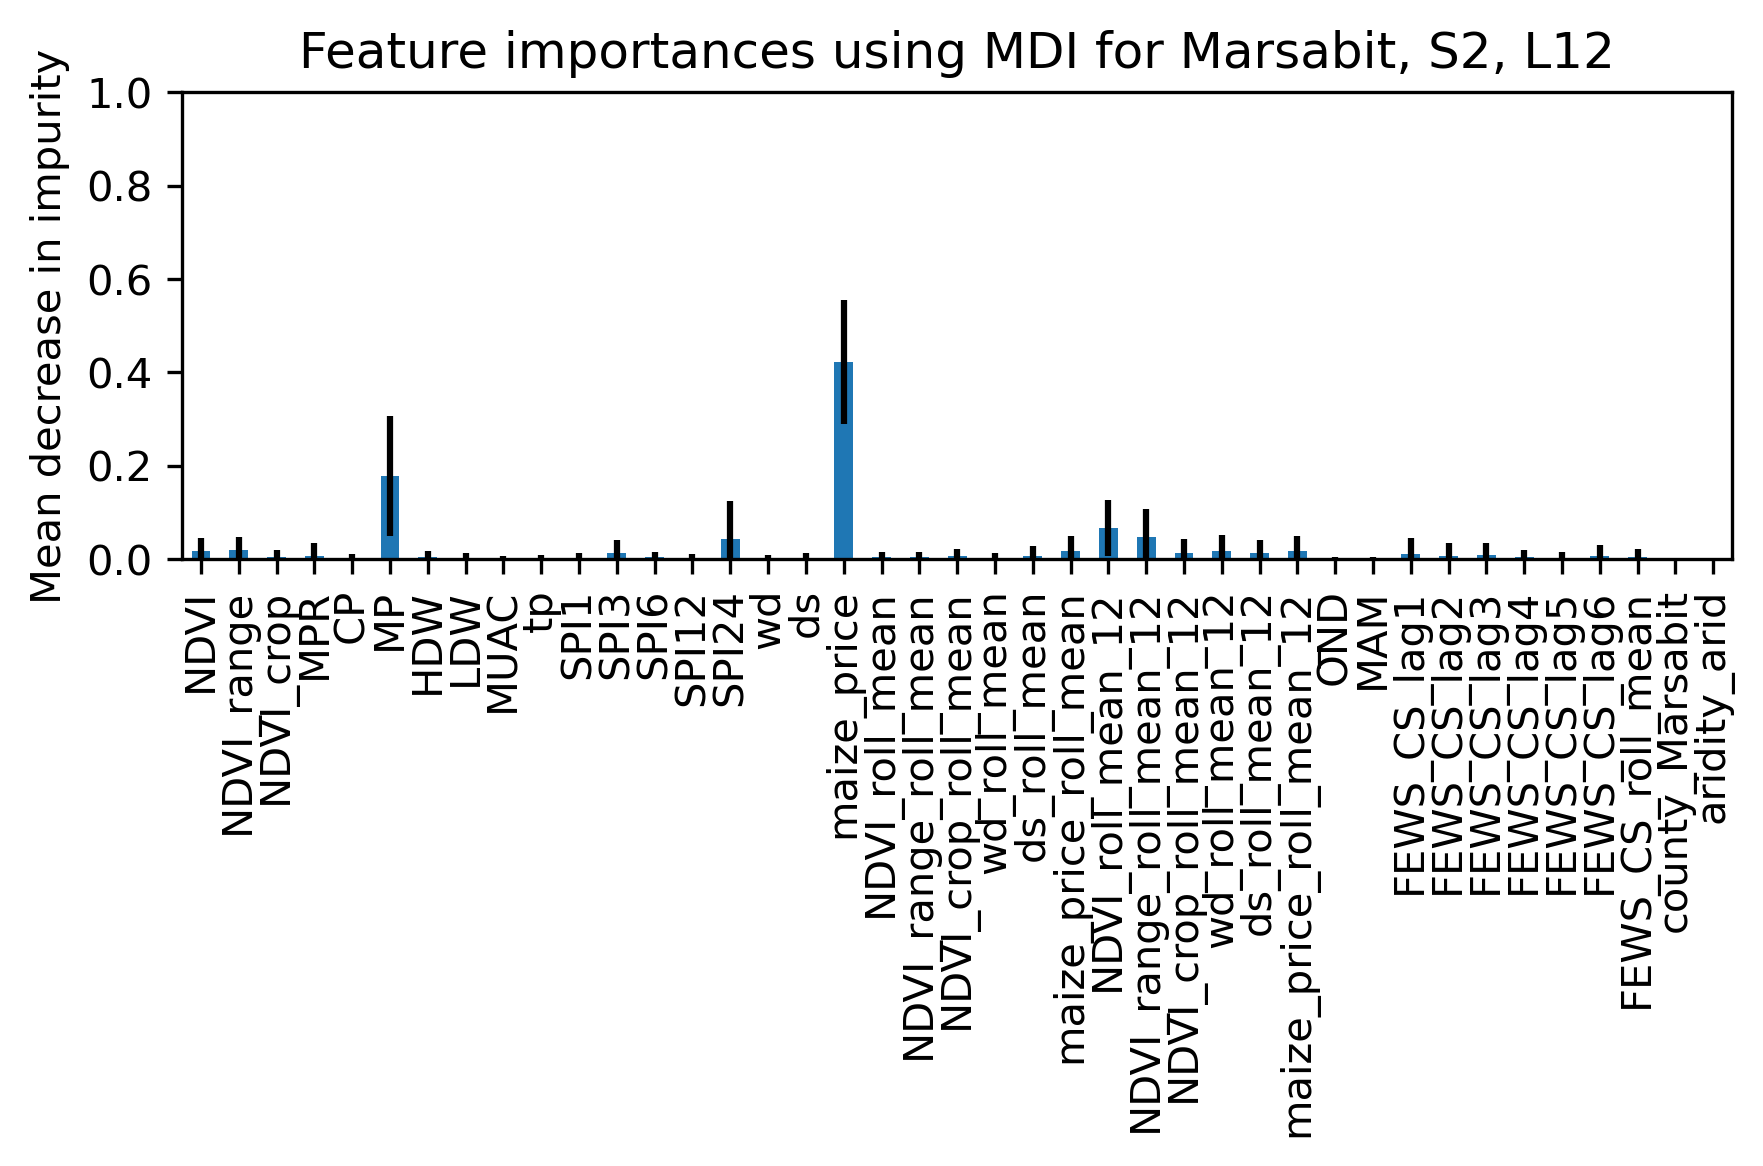 Feature importances using MDI for Marsabit, S2, L12
Mean decrease in impurity
1.0
0.8
0.6
0.4
0.2
0.0
NDVI
NDVI_range
NDVI_crop
MPR
CP
MP
HDW
LDW
MUAC
tp
SPI1
SPI3
SPI6
SPI12
SPI24
wd
ds
maize_price
NDVI_roll_mean
NDVI_range_roll_mean
NDVI_crop_roll_mean
wd_roll_mean
ds_roll_mean
maize_price_roll_mean
NDVI_roll_mean_12
NDVI_range_roll_mean_12
NDVI_crop_roll_mean_12
wd_roll_mean_12
ds_roll_mean_12
maize_price_roll_mean_12
OND
MAM
FEWS_CS_lag1
FEWS_CS_lag2
FEWS_CS_lag3
FEWS_CS_lag4
FEWS_CS_lag5
FEWS_CS_lag6
FEWS_CS_roll_mean
county_Marsabit
aridity_arid